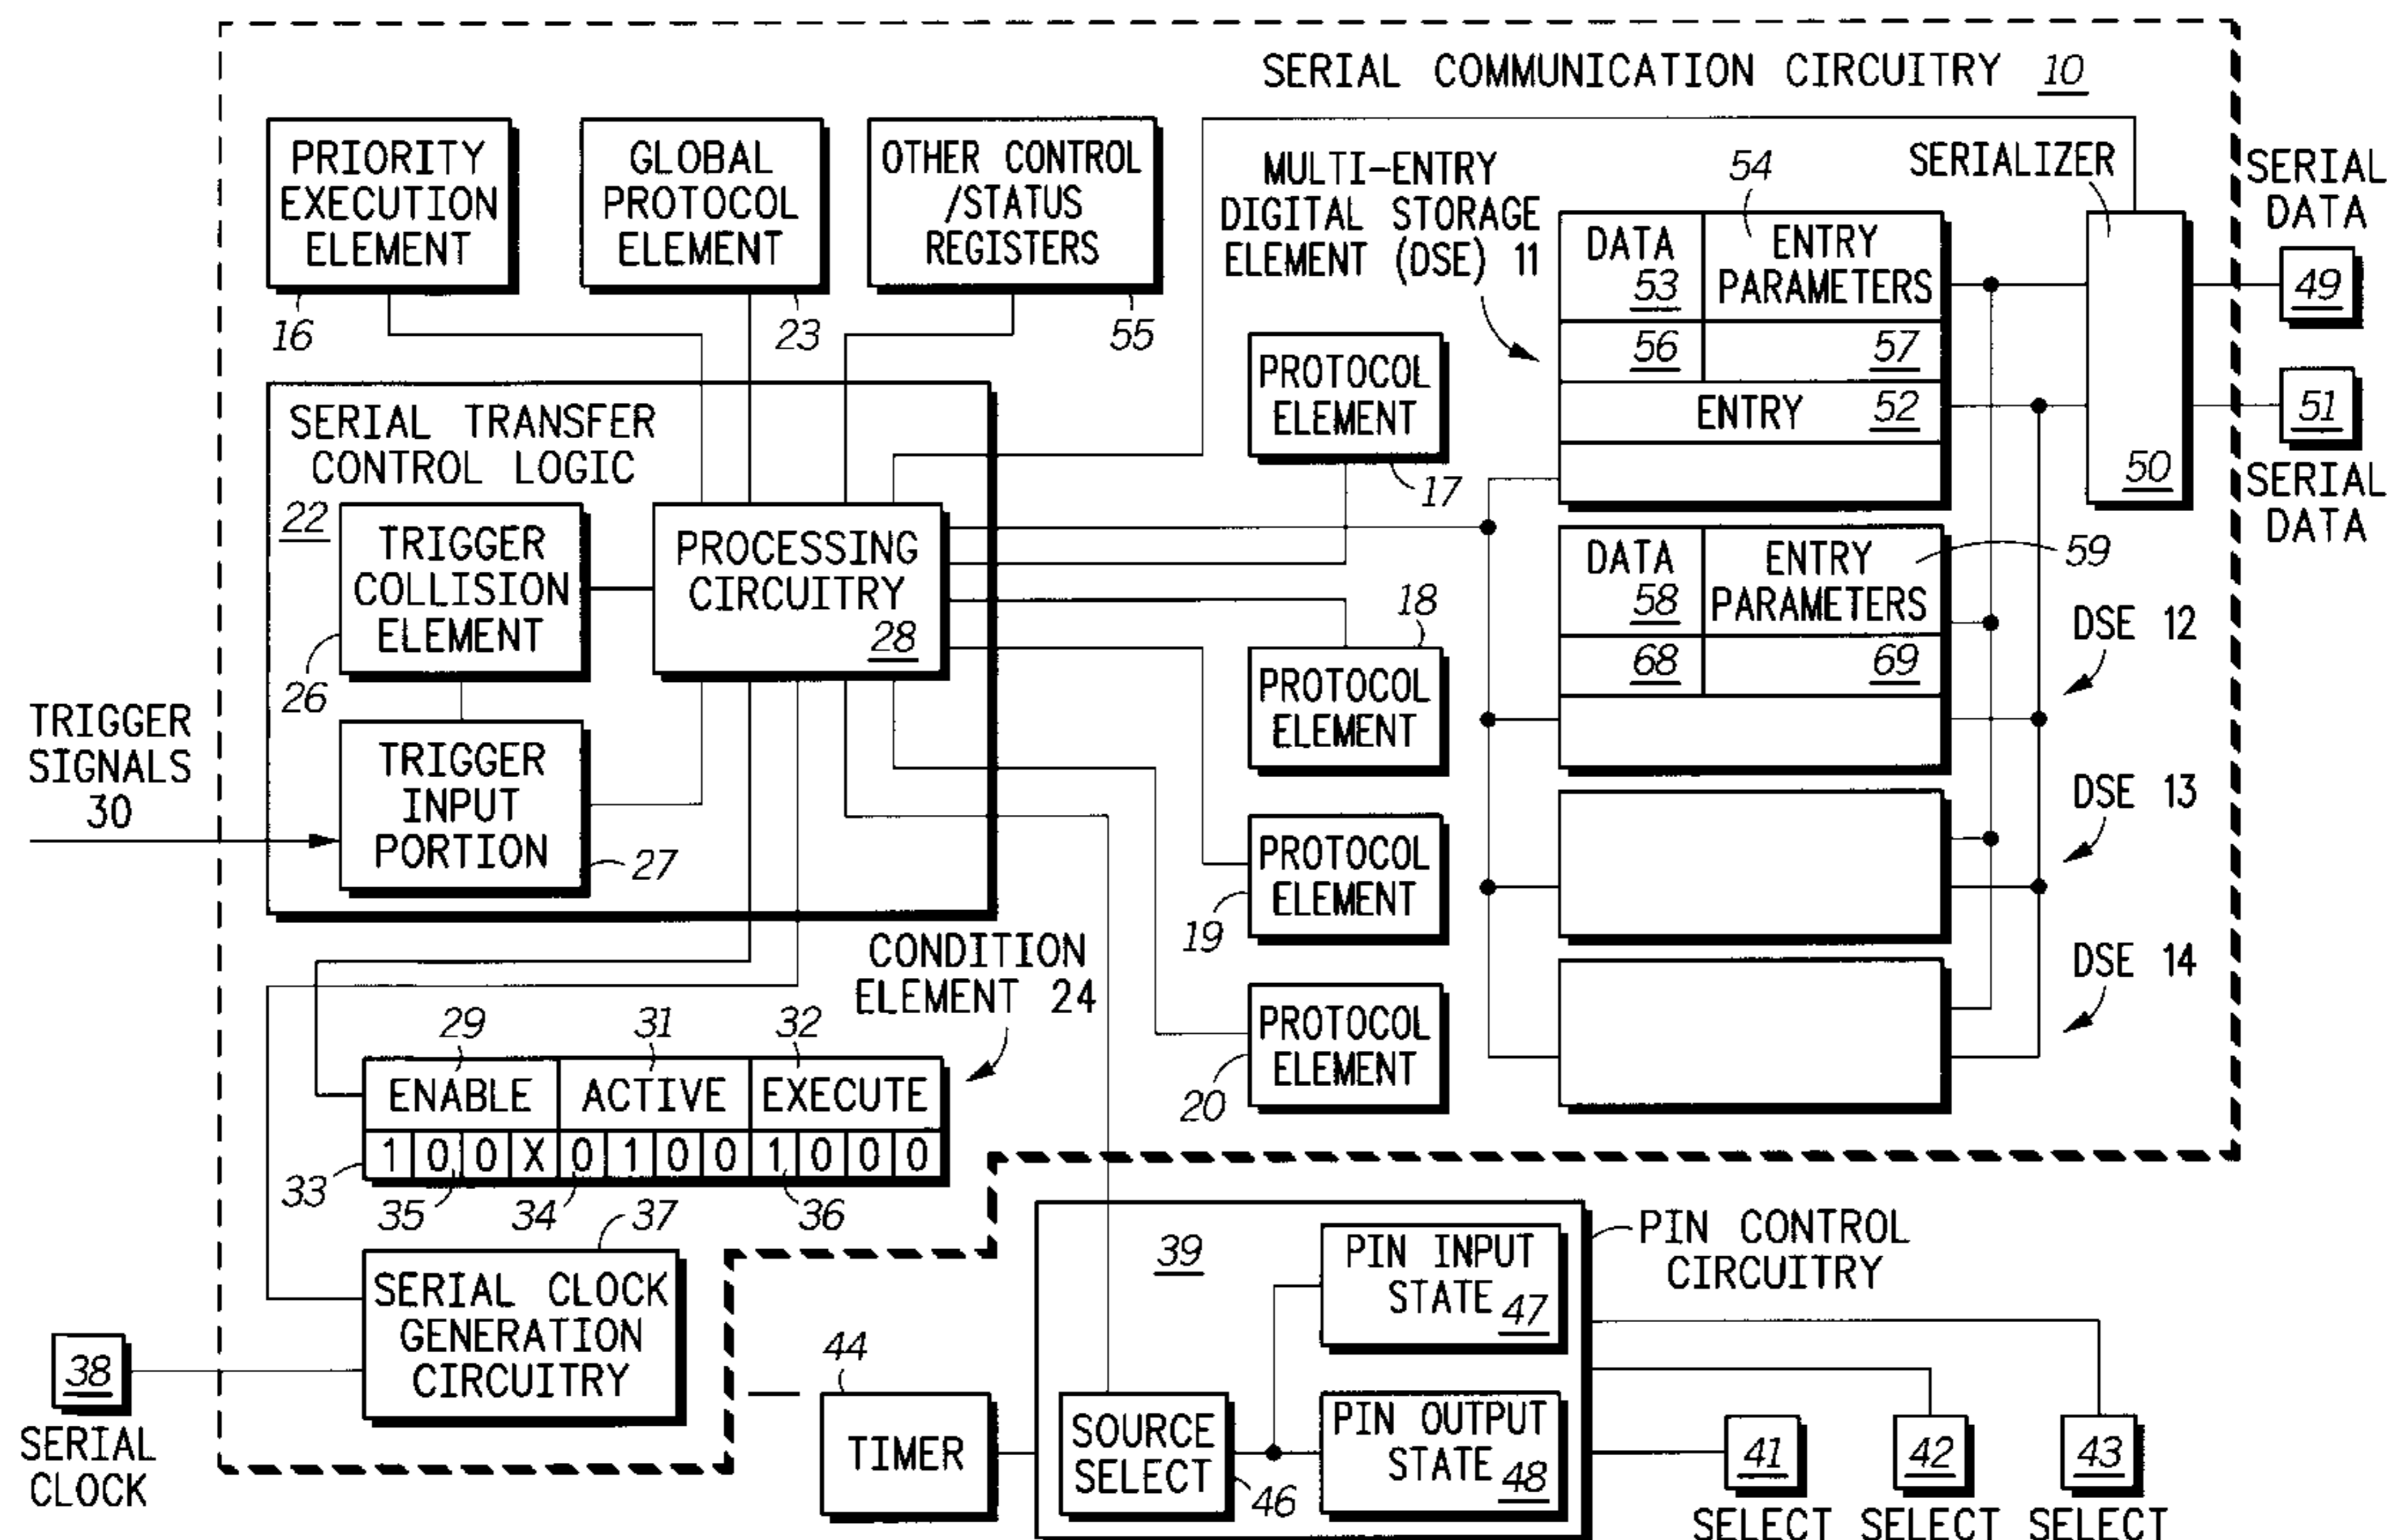 SERIAL COMMUNICATION CIRCUITRY 10
PRIORITY
EXECUTION
ELEMENT
16
GLOBAL
PROTOCOL
ELEMENT
23
OTHER CONTROL
/STATUS
REGISTERS
55
MULTI-ENTRY
DIGITAL STORAGE
ELEMENT (DSE) 11
54
SERIALIZER
SERIAL
DATA
49
51
SERIAL
DATA
50
DATA
53
ENTRY
PARAMETERS
56
57
ENTRY 52
SERIAL TRANSFER
CONTROL LOGIC
22
TRIGGER
COLLISION
ELEMENT
26
PROCESSING
CIRCUITRY
28
TRIGGER
SIGNALS
30
TRIGGER
INPUT
PORTION
27
PROTOCOL
ELEMENT
17
18
PROTOCOL
ELEMENT
PROTOCOL
ELEMENT
19
PROTOCOL
ELEMENT
20
DATA
58
ENTRY
PARAMETERS
59
68
69
DSE 12
DSE 13
DSE 14
CONDITION
ELEMENT 24
29
31
32
ENABLE
ACTIVE
EXECUTE
1 0 0 X 0 1 0 0 1 0 0 0
33
35
34
36
37
SERIAL CLOCK
GENERATION
CIRCUITRY
38
SERIAL
CLOCK
44
TIMER
39
PIN INPUT
STATE 47
PIN CONTROL
CIRCUITRY
SOURCE
SELECT
46
PIN OUTPUT
STATE 48
41
42
43
SELECT
SELECT
SELECT